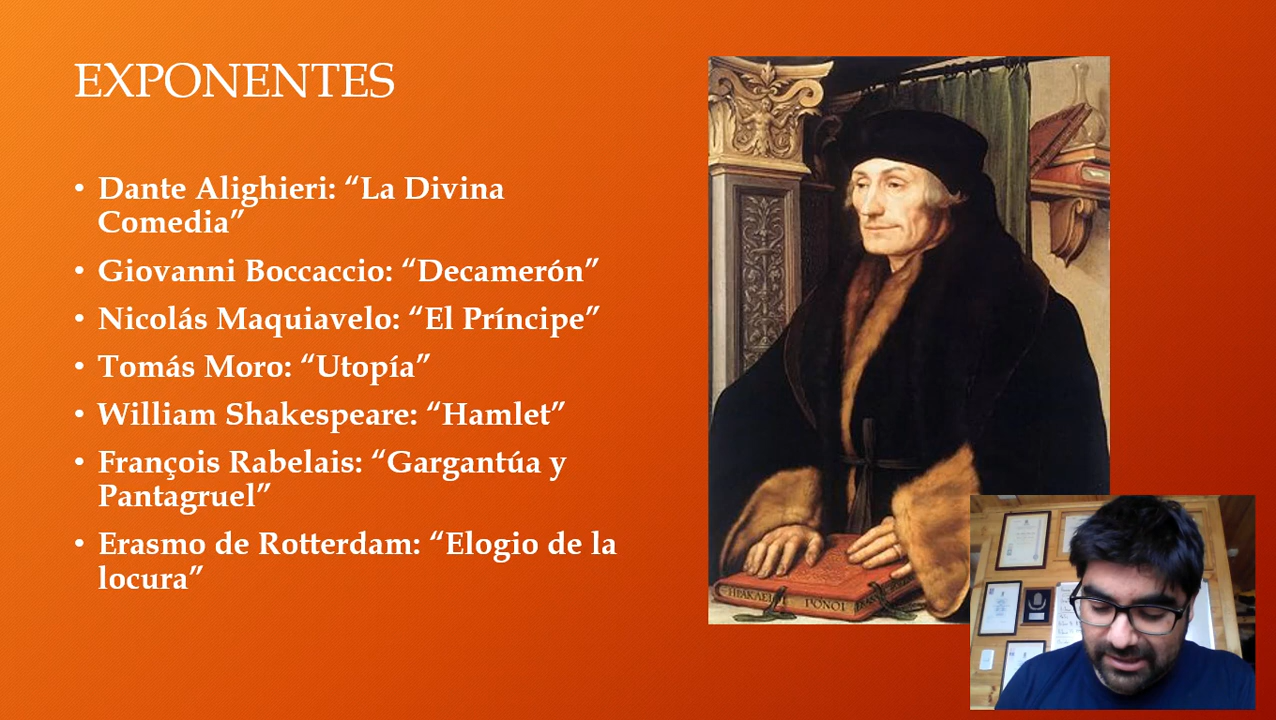 EXPONENTES
• Dante Alighieri: “La Divina
Comedia”
• Giovanni Boccaccio: “Decamerón”
• Nicolás Maquiavelo: “El Príncipe”
• Tomás Moro: “Utopía”
• William Shakespeare: “Hamlet”
• François Rabelais: “Gargantúa y
Pantagruel”
• Erasmo de Rotterdam: “Elogio de la
locura”
ΠΟΝΟΙ